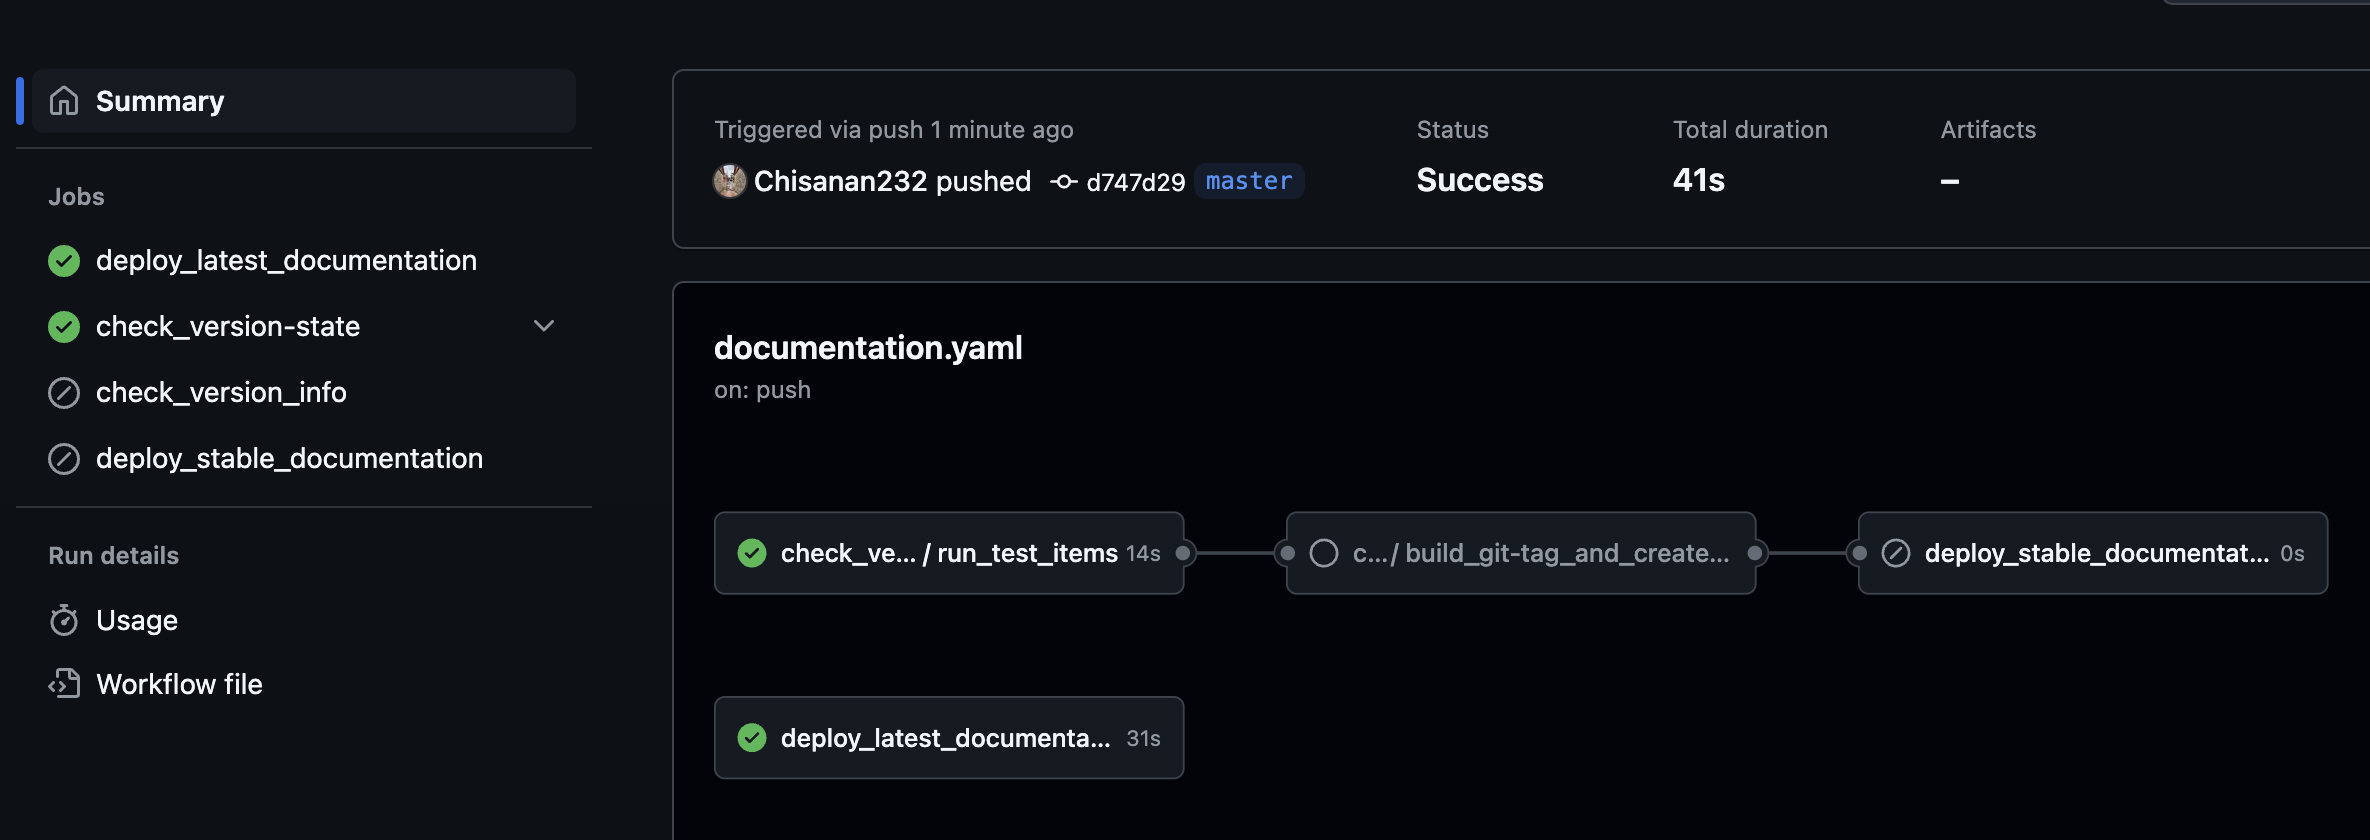 Summary
Jobs
deploy_latest_documentation
check_version-state
check_version_info
deploy_stable_documentation
Run details
Usage
Workflow file
Triggered via push 1 minute ago
Chisanan232 pushed d747d29 master
Status
Success
Total duration
41s
Artifacts
–
documentation.yaml
on: push
check_ve... / run_test_items 14s
c... / build_git-tag_and_create...
deploy_stable_documentat... 0s
deploy_latest_documenta... 31s